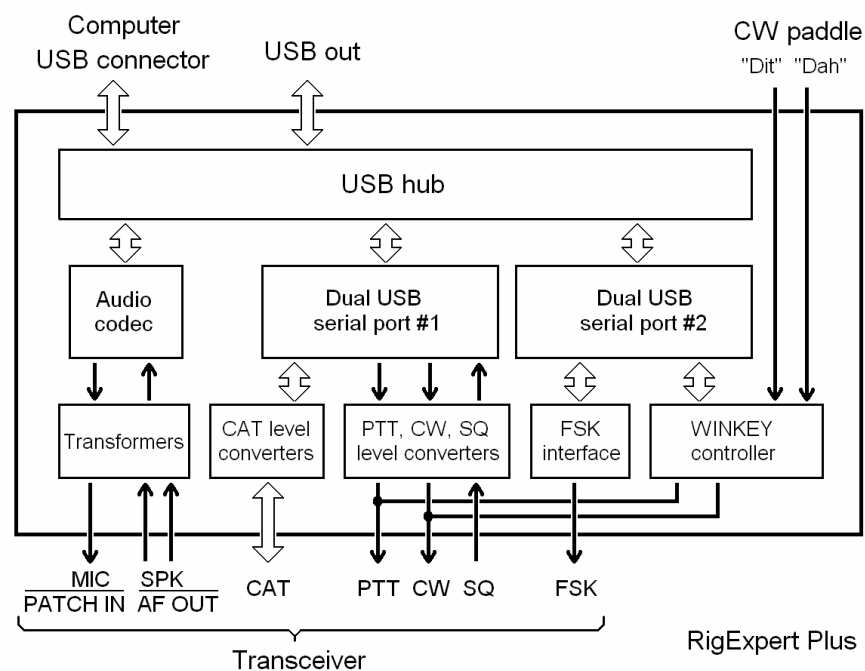 Computer
USB connector
USB out
CW paddle
"Dit" "Dah"
USB hub
Audio
codec
Dual USB
serial port #1
Dual USB
serial port #2
Transformers
CAT level
converters
PTT, CW, SQ
level converters
FSK
interface
WINKEY
controller
MIC
PATCH IN
SPK
AF OUT
CAT
PTT
CW
SQ
FSK
Transceiver
RigExpert Plus